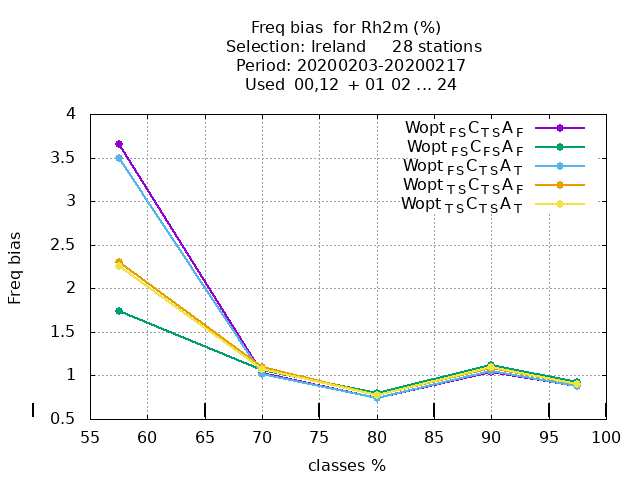 Freq bias  for Rh2m (%)
Selection: Ireland     28 stations
Period: 20200203-20200217
Used  00,12  + 01 02 ... 24
4
3.5
3
2.5
2
1.5
1
0.5
Freq bias
Wopt FS C TS A F
Wopt FS C FS A F
Wopt FS C TS A T
Wopt TS C TS A F
Wopt TS C TS A T
55 60 65 70 75 80 85 90 95 100
classes %